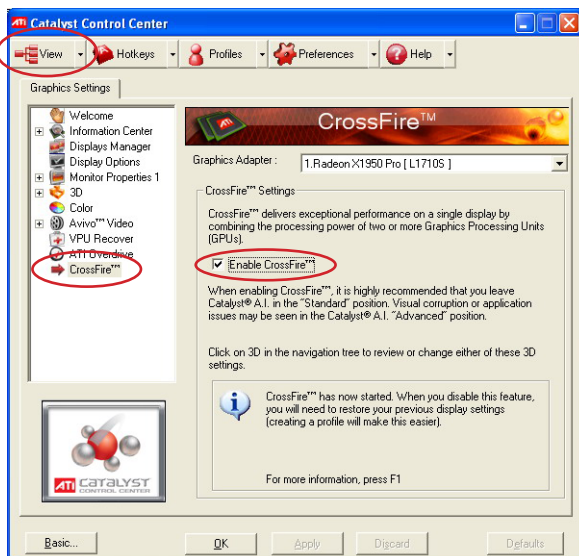 Catalyst Control Center
View
Hotkeys
Profiles
Preferences
Help
Graphics Settings
Welcome
Information Center
Displays Manager
Display Options
Monitor Properties 1
3D
Color
Avivo™ Video
VPU Recover
ATI Overdrive
CrossFire™
CrossFire™
Graphics Adapter :
1.Radeon X1950 Pro [ L1710S ]
CrossFire™ Settings
CrossFire™ delivers exceptional performance on a single display by
combining the processing power of two or more Graphics Processing Units
(GPUs).
Enable CrossFire™
When enabling CrossFire™, it is highly recommended that you leave
Catalyst® A.I. in the "Standard" position. Visual corruption or application
issues may be seen in the Catalyst® A.I. "Advanced" position.
Click on 3D in the navigation tree to review or change either of these 3D
settings.
CrossFire™ has now started. When you disable this feature,
you will need to restore your previous display settings
(creating a profile will make this easier).
For more information, press F1
ATI CATALYST
CONTROL CENTER
Basic...
OK
Apply
Discard
Defaults